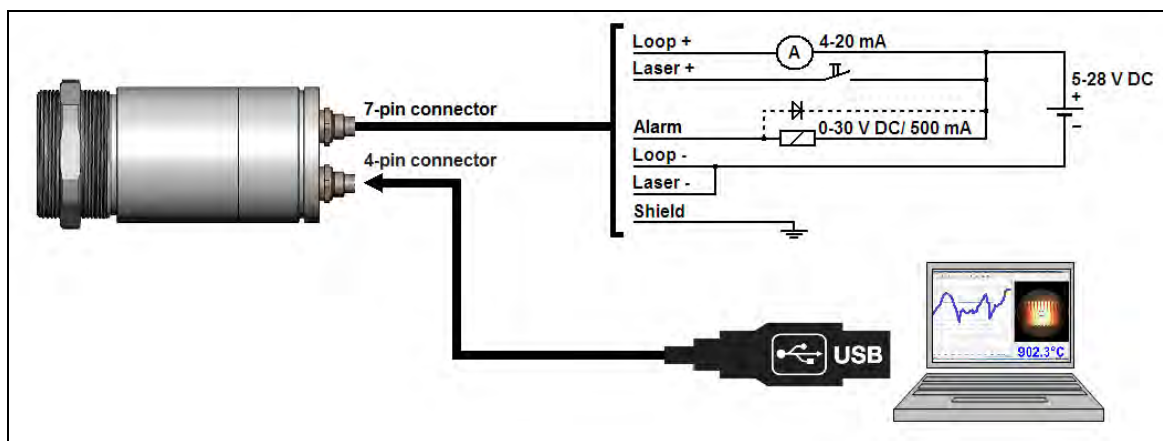 Loop +
A
4-20 mA
Laser +
5-28 V DC
+
–
7-pin connector
Alarm
0-30 V DC/ 500 mA
4-pin connector
Loop -
Laser -
Shield
USB
902.3°C